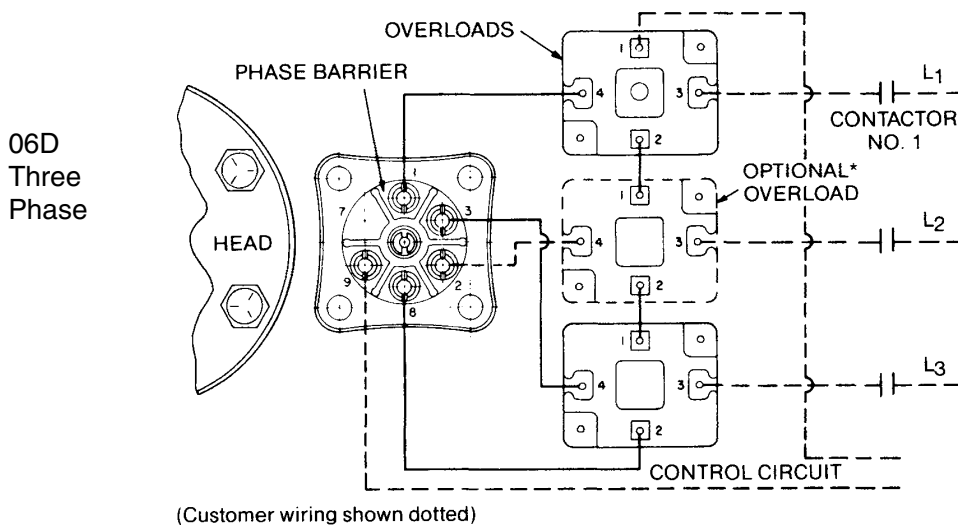 06D
Three
Phase
OVERLOADS
PHASE BARRIER
HEAD
1
3
7
9
2
8
1
4
3
2
L1
CONTACTOR
NO. 1
OPTIONAL*
OVERLOAD
1
4
3
2
L2
1
4
3
2
L3
CONTROL CIRCUIT
(Customer wiring shown dotted)